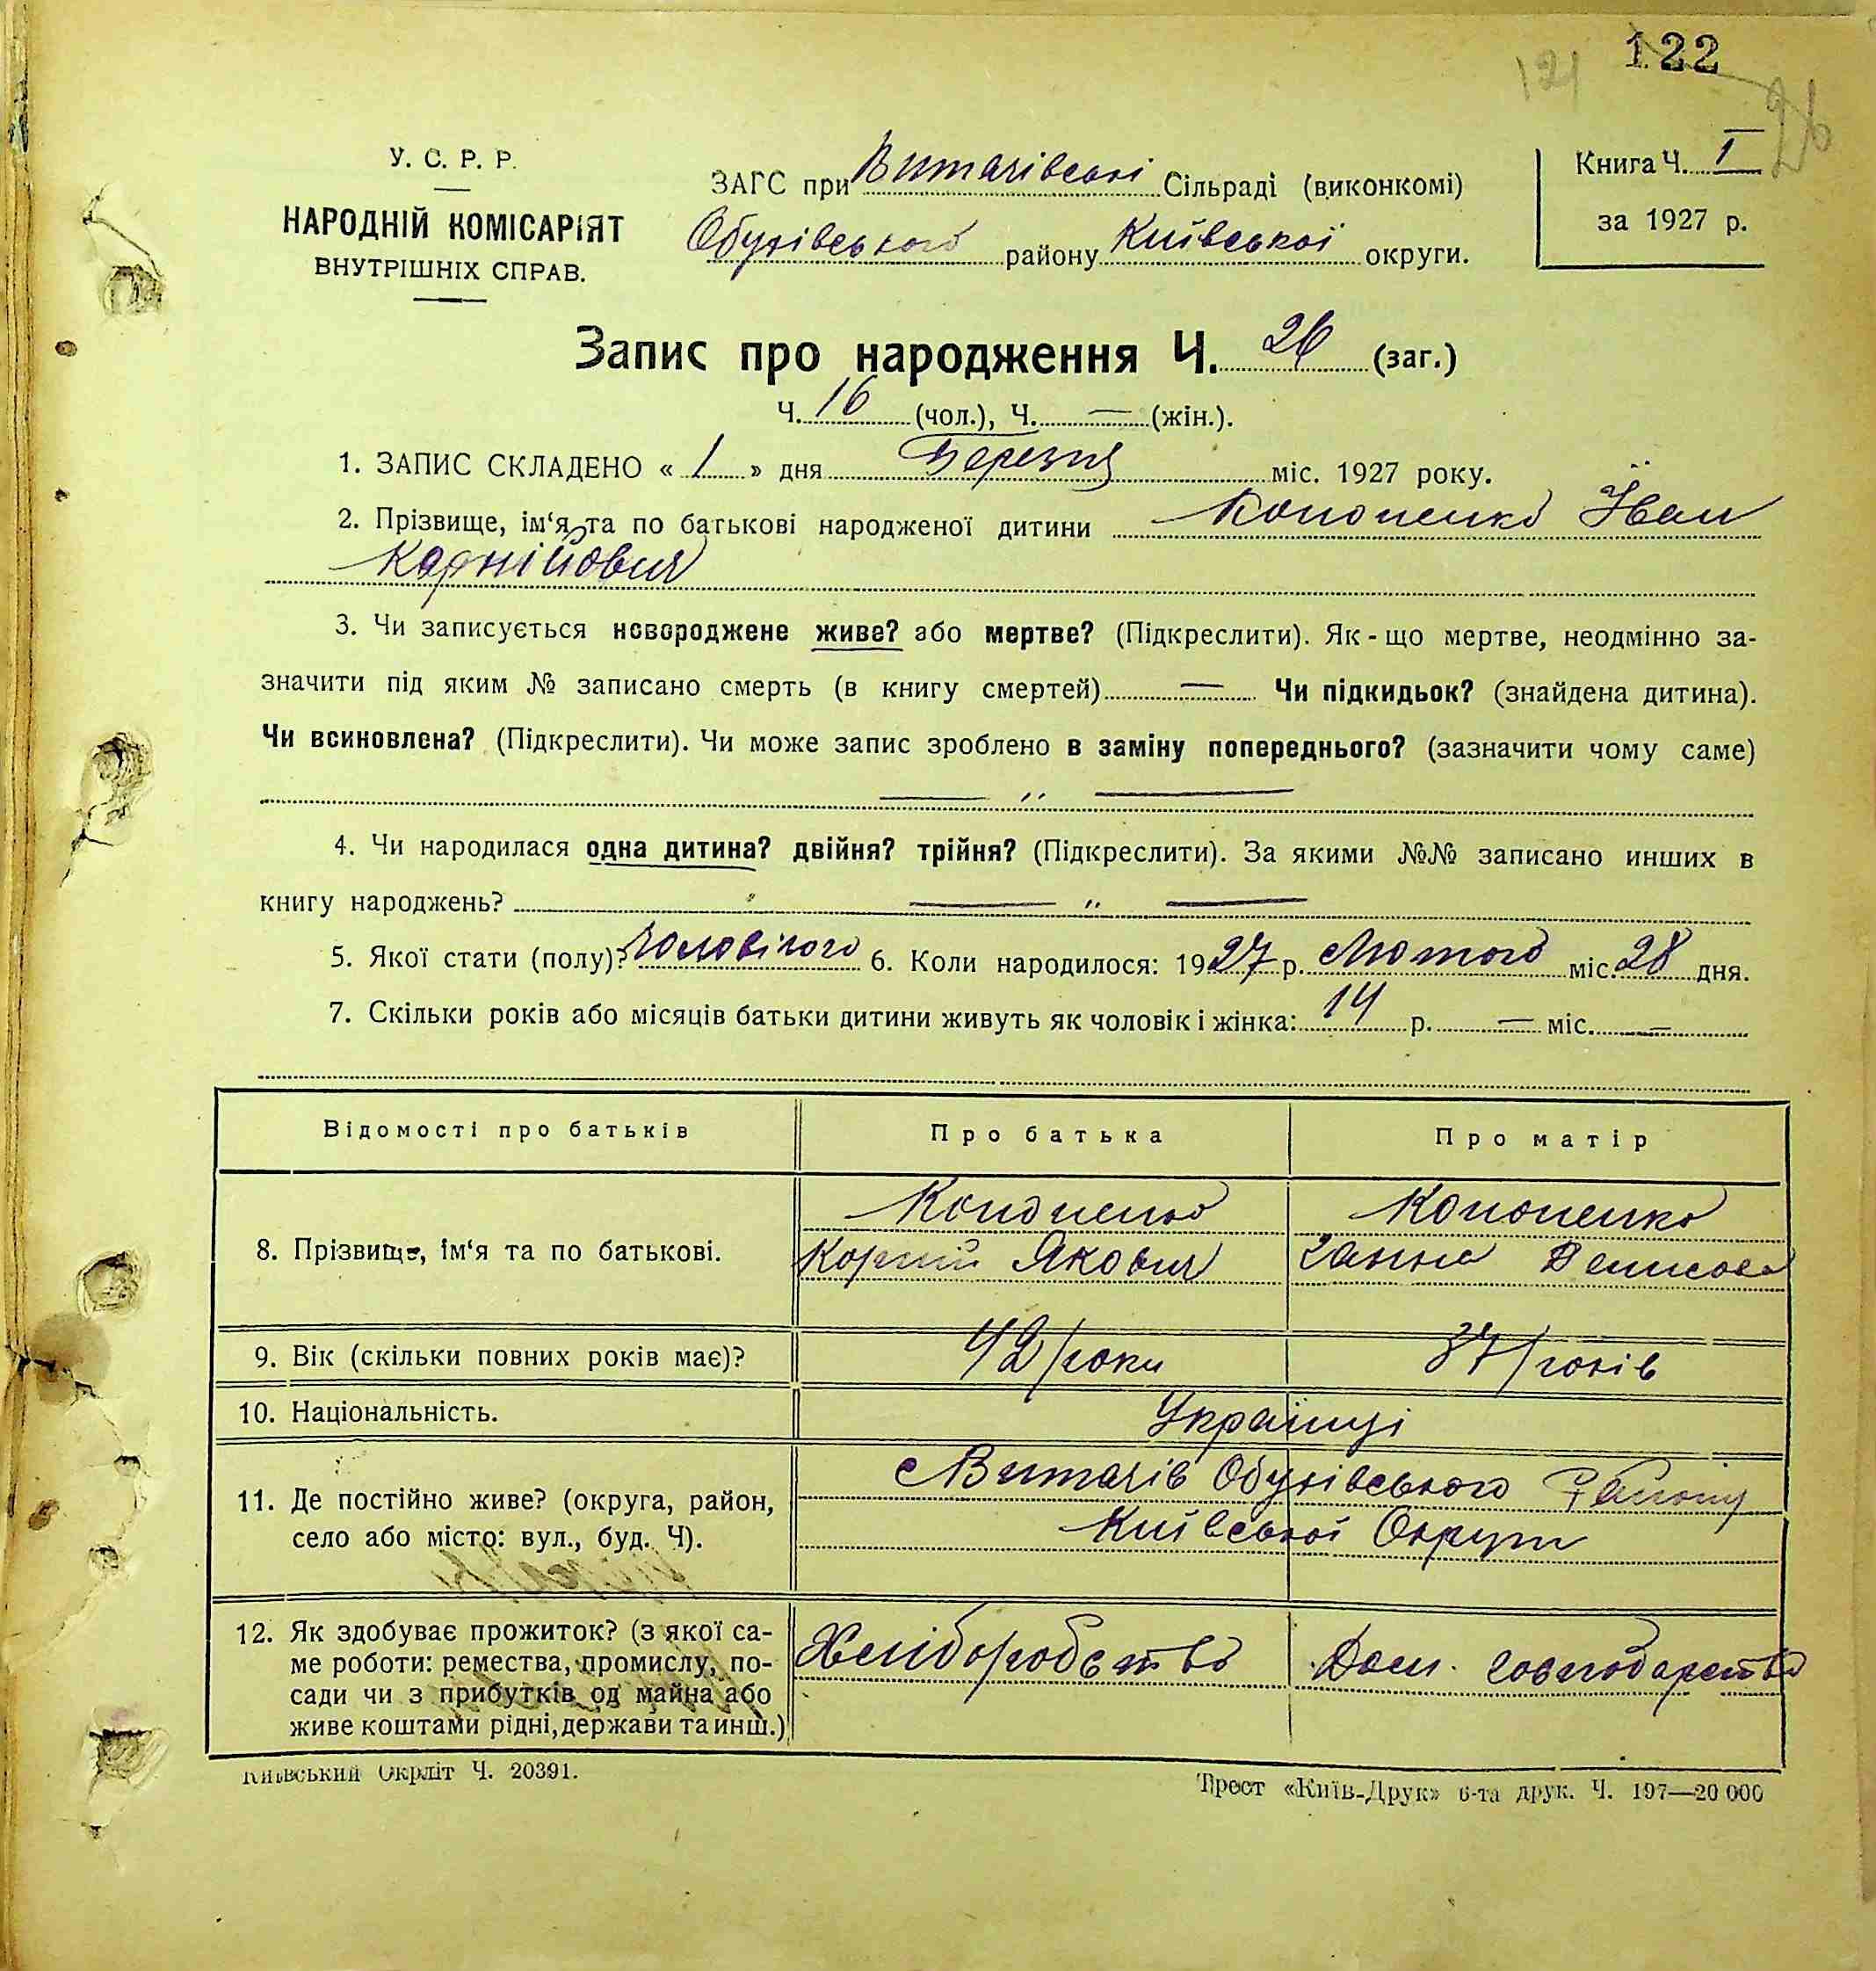 122
121
26
У. С. Р. Р.
НАРОДНІЙ КОМІСАРІЯТ
ВНУТРІШНІХ СПРАВ.
ЗАГС при Витачівські Сільраді (виконкомі)
Обухівського району Київської округи.
Книга Ч. I
за 1927 р.
Запис про народження Ч. 26 (заг.)
Ч. 16 (чол.), Ч. — (жін.).
1. ЗАПИС СКЛАДЕНО « 1 » дня Березня міс. 1927 року.
2. Прізвище, ім‘я та по батькові народженої дитини Кононенко Іван
Карнійович
3. Чи записується новороджене живе? або мертве? (Підкреслити). Як-що мертве, неодмінно за-
значити під яким № записано смерть (в книгу смертей) — Чи підкидьок? (знайдена дитина).
Чи всиновлена? (Підкреслити). Чи може запис зроблено в заміну попереднього? (зазначити чому саме)
— „ —
4. Чи народилася одна дитина? двійня? трійня? (Підкреслити). За якими №№ записано инших в
книгу народжень? — „ —
5. Якої стати (полу)? Чоловічого 6. Коли народилося: 1927 р. Лютого міс. 28 дня.
7. Скільки років або місяців батьки дитини живуть як чоловік і жінка: 14 р. — міс. —
Відомості про батьків Про батька Про матір
8. Прізвище, ім‘я та по батькові.
Кононенко
Корній Якович
Кононенко
Ганна Денисова
9. Вік (скільки повних років має)? 42/роки 37/років
10. Національність. Українці
11. Де постійно живе? (округа, район,
село або місто: вул., буд. Ч).
с Витачів Обухівського Району
Київської Округи
12. Як здобуває прожиток? (з якої са-
ме роботи: ремества, промислу, по-
сади чи з прибутків од майна або
живе коштами рідні, держави та инш.)
Хліборобство
Дом. господарство
Київський Окрліт Ч. 20391.
Трест «Київ-Друк» 6-та друк. Ч. 197—20 000